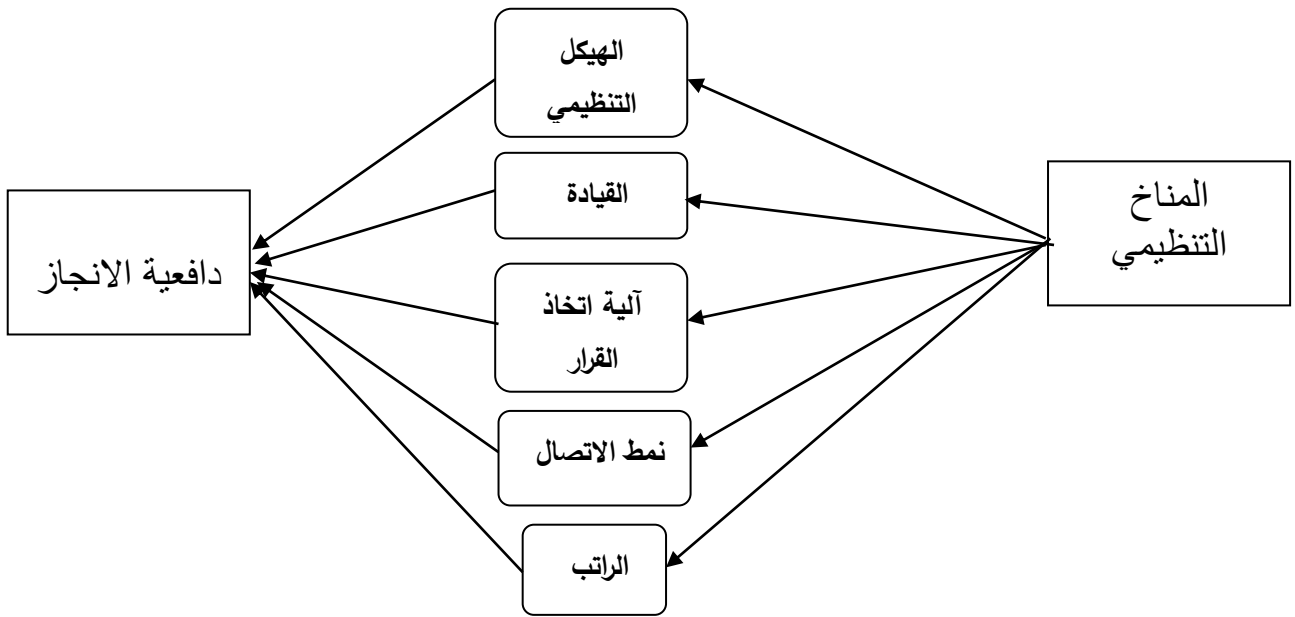 المناخ
التنظيمي
الهيكل
التنظيمي
القيادة
آلية اتخاذ
القرار
نمط الاتصال
الراتب
دافعية الانجاز